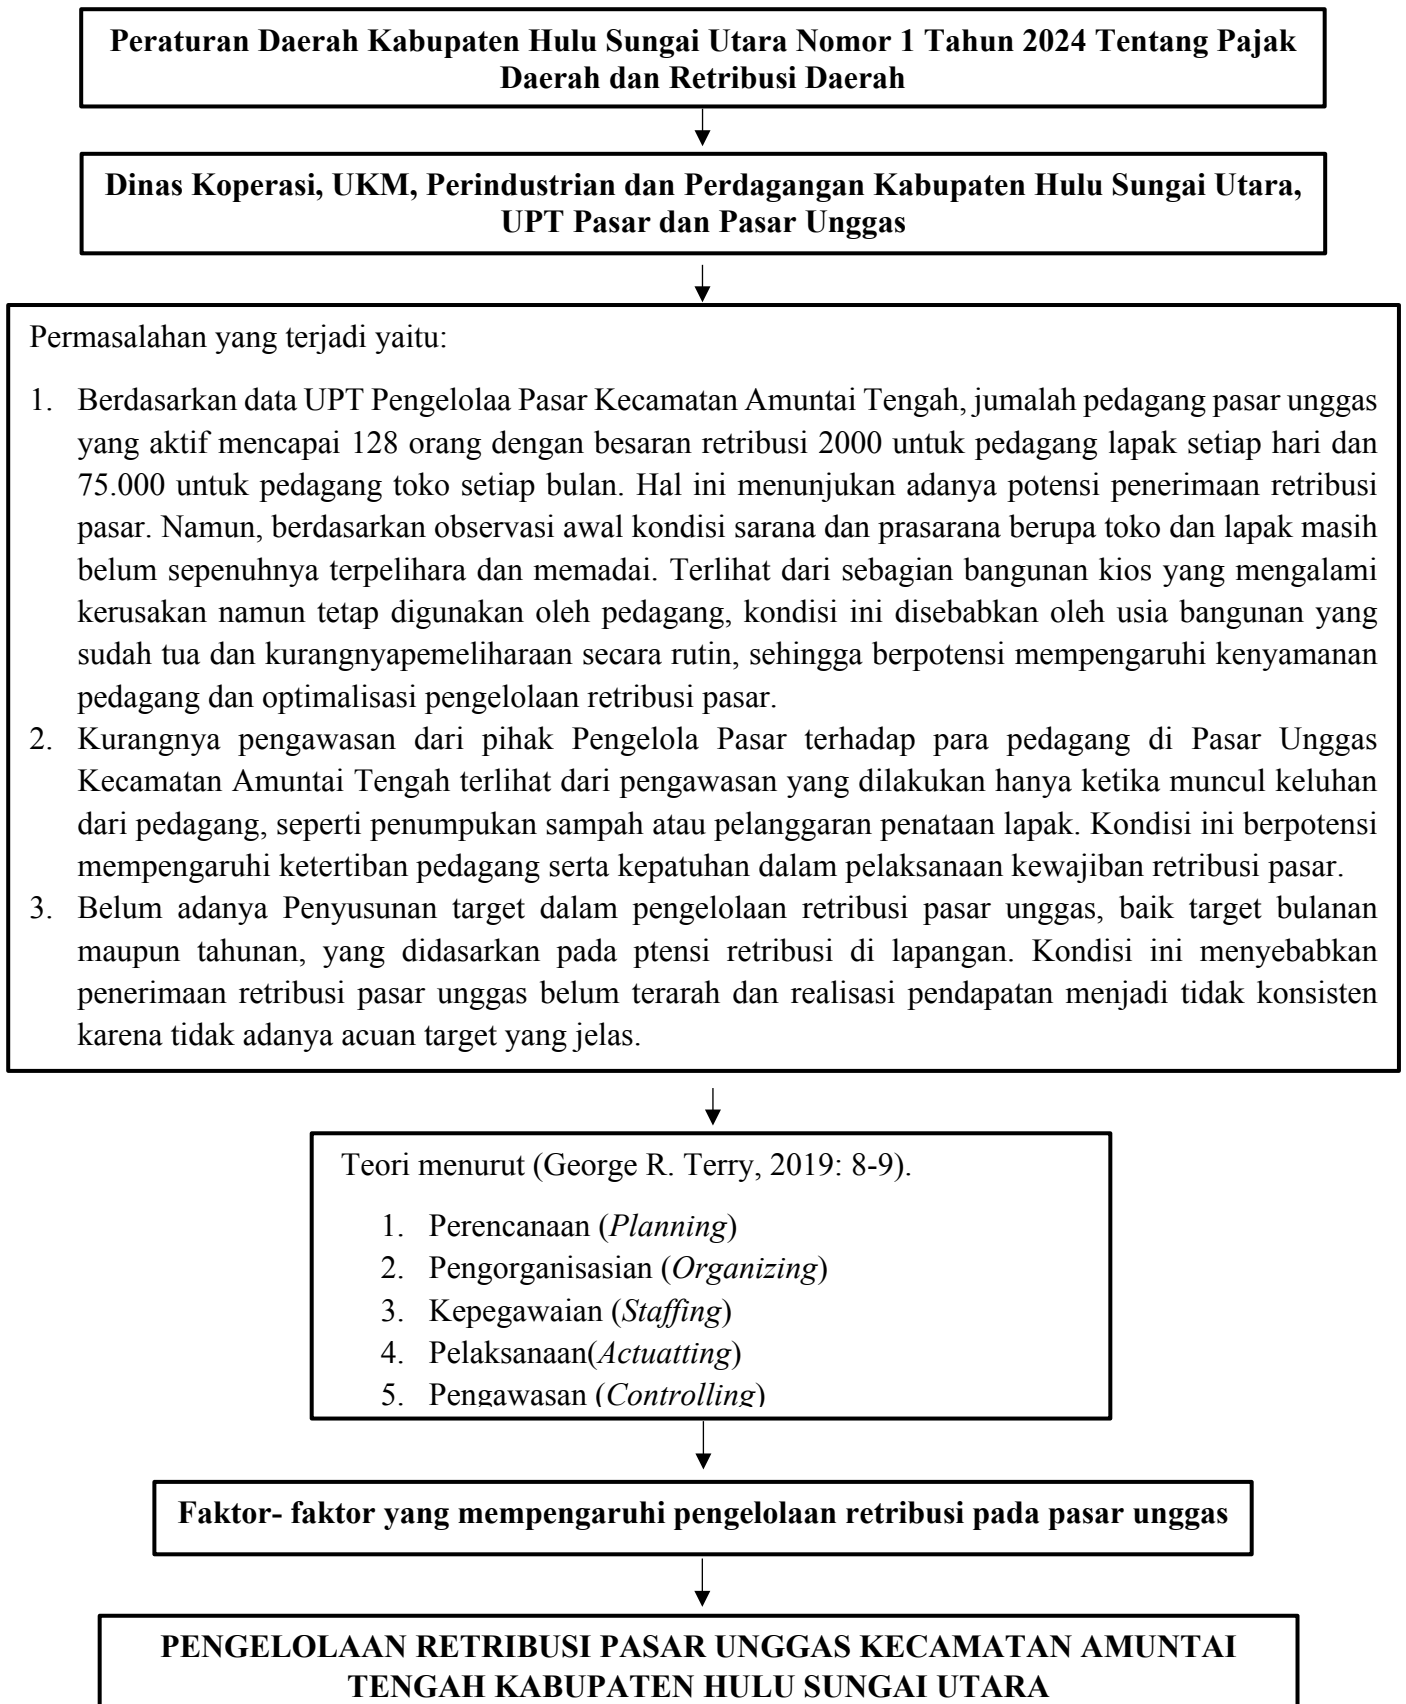 Peraturan Daerah Kabupaten Hulu Sungai Utara Nomor 1 Tahun 2024 Tentang Pajak
Daerah dan Retribusi Daerah
Dinas Koperasi, UKM, Perindustrian dan Perdagangan Kabupaten Hulu Sungai Utara,
UPT Pasar dan Pasar Unggas
Permasalahan yang terjadi yaitu:
1. Berdasarkan data UPT Pengelolaa Pasar Kecamatan Amuntai Tengah, jumalah pedagang pasar unggas
yang aktif mencapai 128 orang dengan besaran retribusi 2000 untuk pedagang lapak setiap hari dan
75.000 untuk pedagang toko setiap bulan. Hal ini menunjukan adanya potensi penerimaan retribusi
pasar. Namun, berdasarkan observasi awal kondisi sarana dan prasarana berupa toko dan lapak masih
belum sepenuhnya terpelihara dan memadai. Terlihat dari sebagian bangunan kios yang mengalami
kerusakan namun tetap digunakan oleh pedagang, kondisi ini disebabkan oleh usia bangunan yang
sudah tua dan kurangnyapemeliharaan secara rutin, sehingga berpotensi mempengaruhi kenyamanan
pedagang dan optimalisasi pengelolaan retribusi pasar.
2. Kurangnya pengawasan dari pihak Pengelola Pasar terhadap para pedagang di Pasar Unggas
Kecamatan Amuntai Tengah terlihat dari pengawasan yang dilakukan hanya ketika muncul keluhan
dari pedagang, seperti penumpukan sampah atau pelanggaran penataan lapak. Kondisi ini berpotensi
mempengaruhi ketertiban pedagang serta kepatuhan dalam pelaksanaan kewajiban retribusi pasar.
3. Belum adanya Penyusunan target dalam pengelolaan retribusi pasar unggas, baik target bulanan
maupun tahunan, yang didasarkan pada ptensi retribusi di lapangan. Kondisi ini menyebabkan
penerimaan retribusi pasar unggas belum terarah dan realisasi pendapatan menjadi tidak konsisten
karena tidak adanya acuan target yang jelas.
Teori menurut (George R. Terry, 2019: 8-9).
1. Perencanaan (Planning)
2. Pengorganisasian (Organizing)
3. Kepegawaian (Staffing)
4. Pelaksanaan(Actuatting)
5. Pengawasan (Controlling)
Faktor- faktor yang mempengaruhi pengelolaan retribusi pada pasar unggas
PENGELOLAAN RETRIBUSI PASAR UNGGAS KECAMATAN AMUNTAI
TENGAH KABUPATEN HULU SUNGAI UTARA